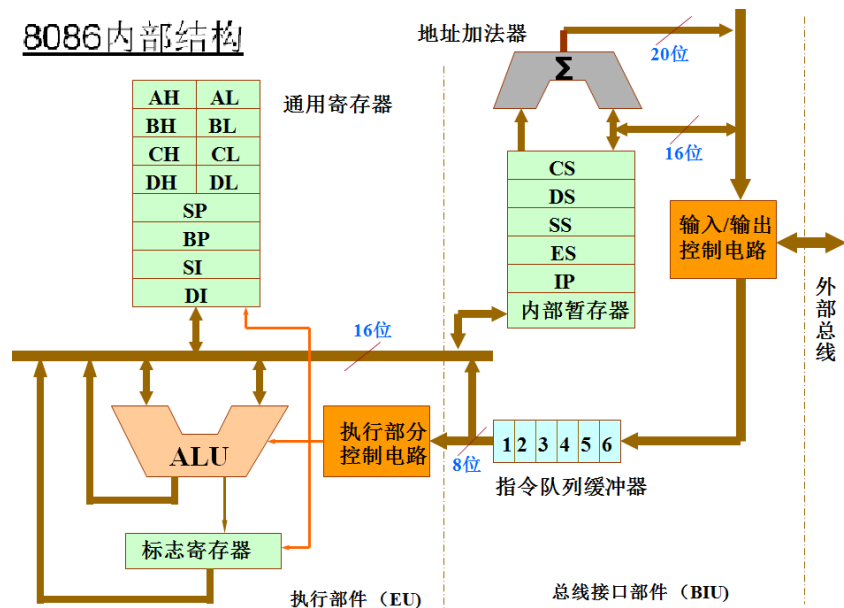 8086内部结构
地址加法器
Σ
20位
AH AL
BH BL
CH CL
DH DL
SP
BP
SI
DI
通用寄存器
16位
CS
DS
SS
ES
IP
内部暂存器
输入/输出
控制电路
外部总线
16位
ALU
执行部分
控制电路
8位
1 2 3 4 5 6
指令队列缓冲器
标志寄存器
执行部件（EU)
总线接口部件（BIU)